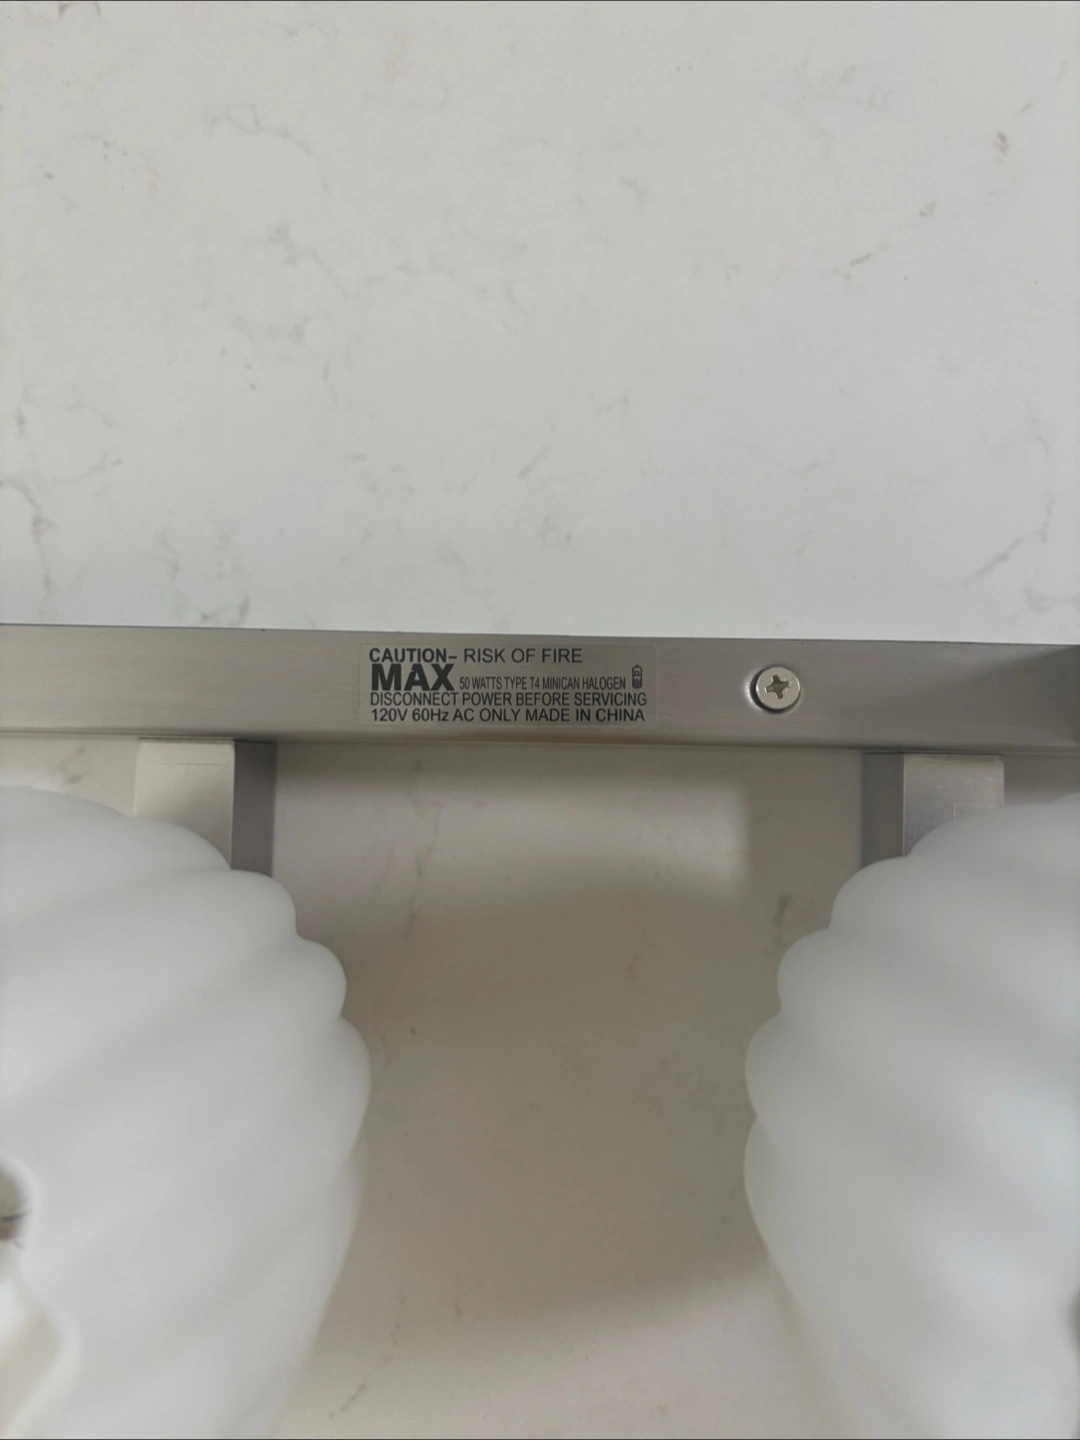 CAUTION– RISK OF FIRE
MAX 50 WATTS TYPE T4 MINICAN HALOGEN
DISCONNECT POWER BEFORE SERVICING
120V 60Hz AC ONLY MADE IN CHINA